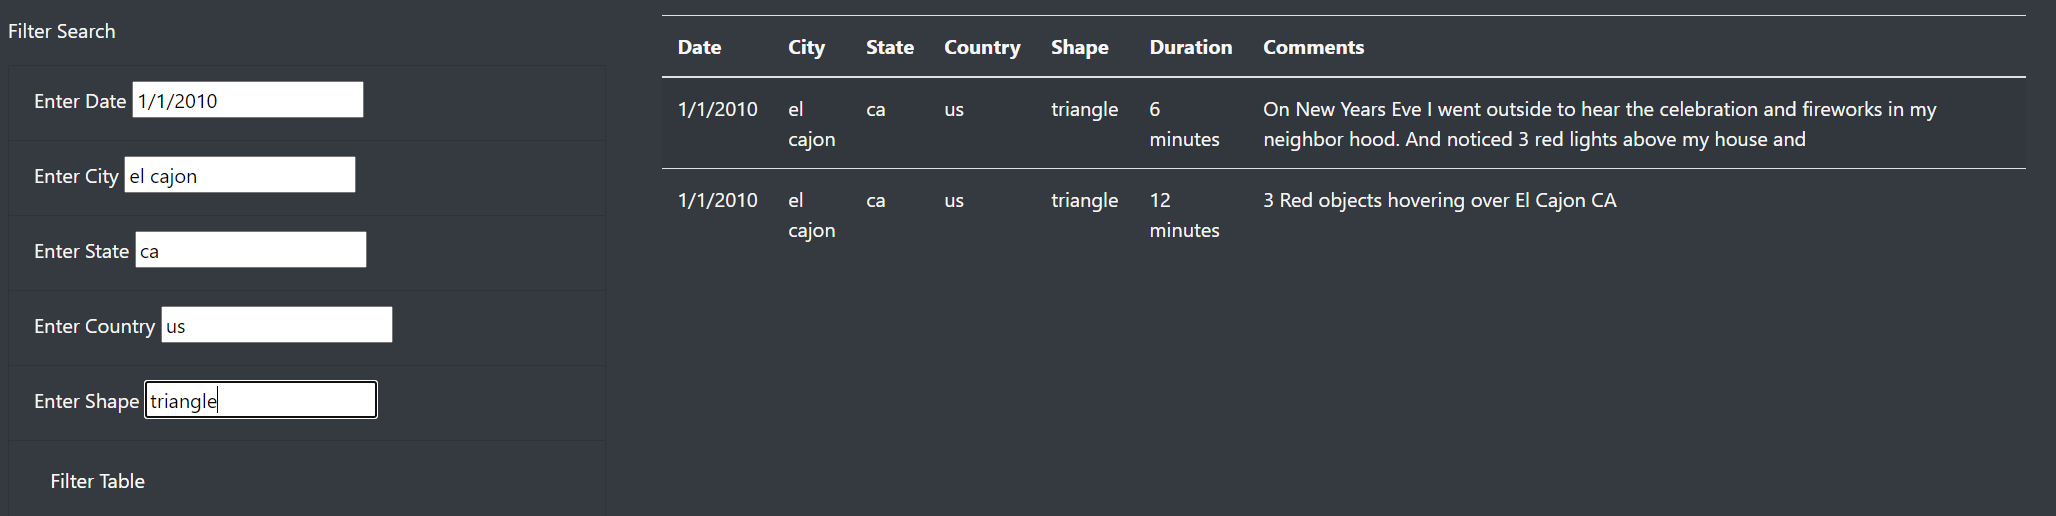 Filter Search
Enter Date 1/1/2010
Enter City el cajon
Enter State ca
Enter Country us
Enter Shape triangle
Filter Table
Date City State Country Shape Duration Comments
1/1/2010 el ca us triangle 6 On New Years Eve I went outside to hear the celebration and fireworks in my
cajon minutes neighbor hood. And noticed 3 red lights above my house and
1/1/2010 el ca us triangle 12 3 Red objects hovering over El Cajon CA
cajon minutes